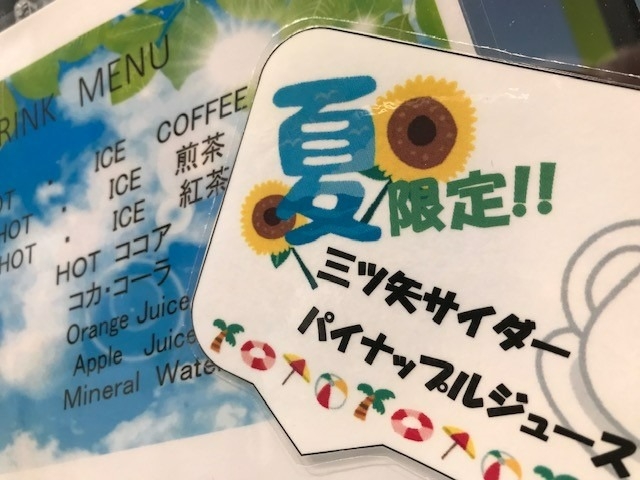 DRINK MENU
HOT ・ ICE COFFEE
HOT ・ ICE 煎茶
HOT ・ ICE 紅茶
HOT ココア
コカ・コーラ
Orange Juice
Apple Juice
Mineral Water
夏限定!!
三ツ矢サイダー
パイナップルジュース